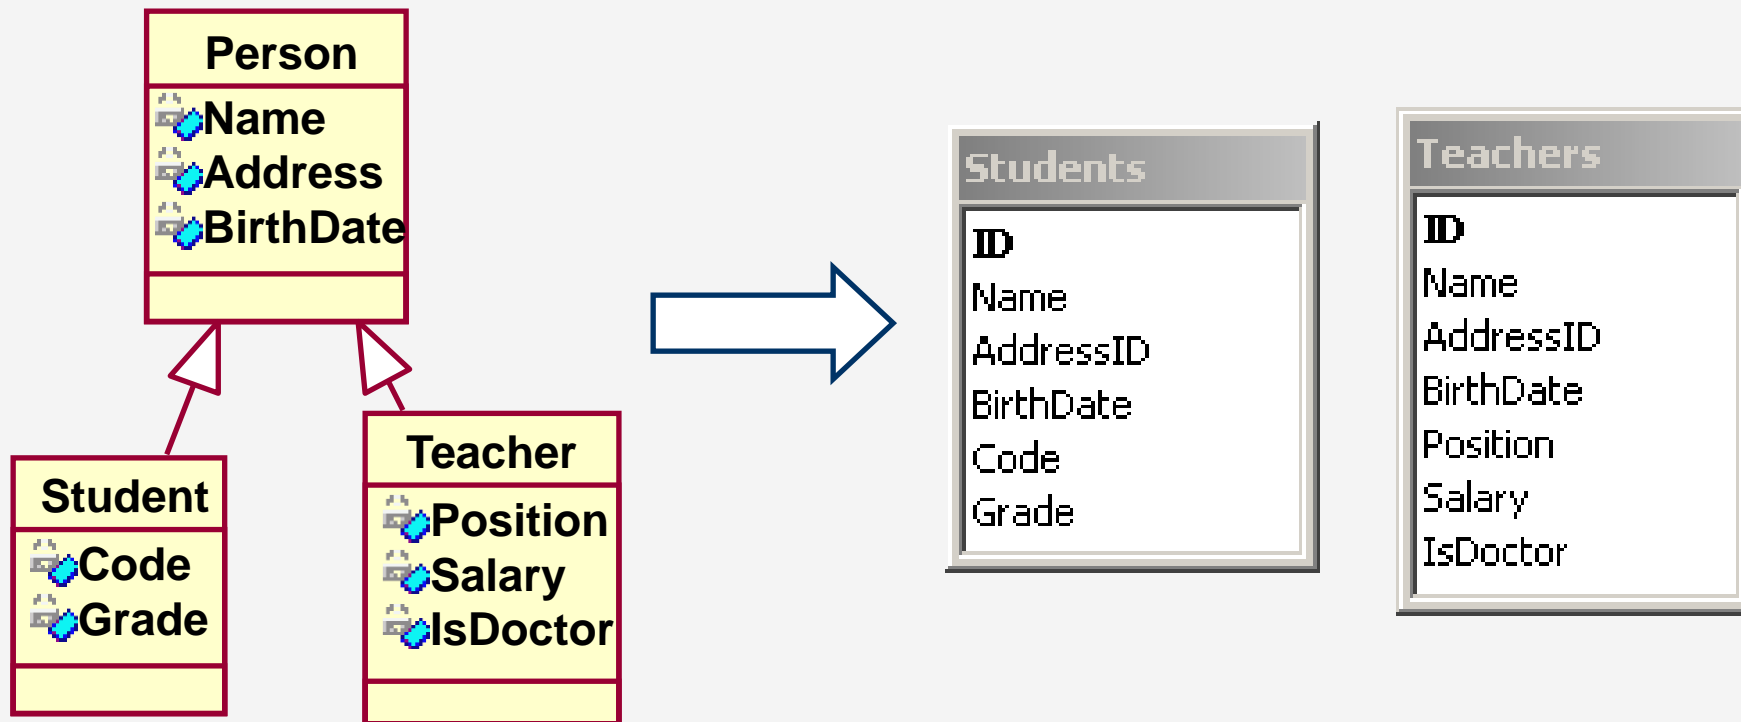 Person
Name
Address
BirthDate
Student
Code
Grade
Teacher
Position
Salary
IsDoctor
Students
ID
Name
AddressID
BirthDate
Code
Grade
Teachers
ID
Name
AddressID
BirthDate
Position
Salary
IsDoctor